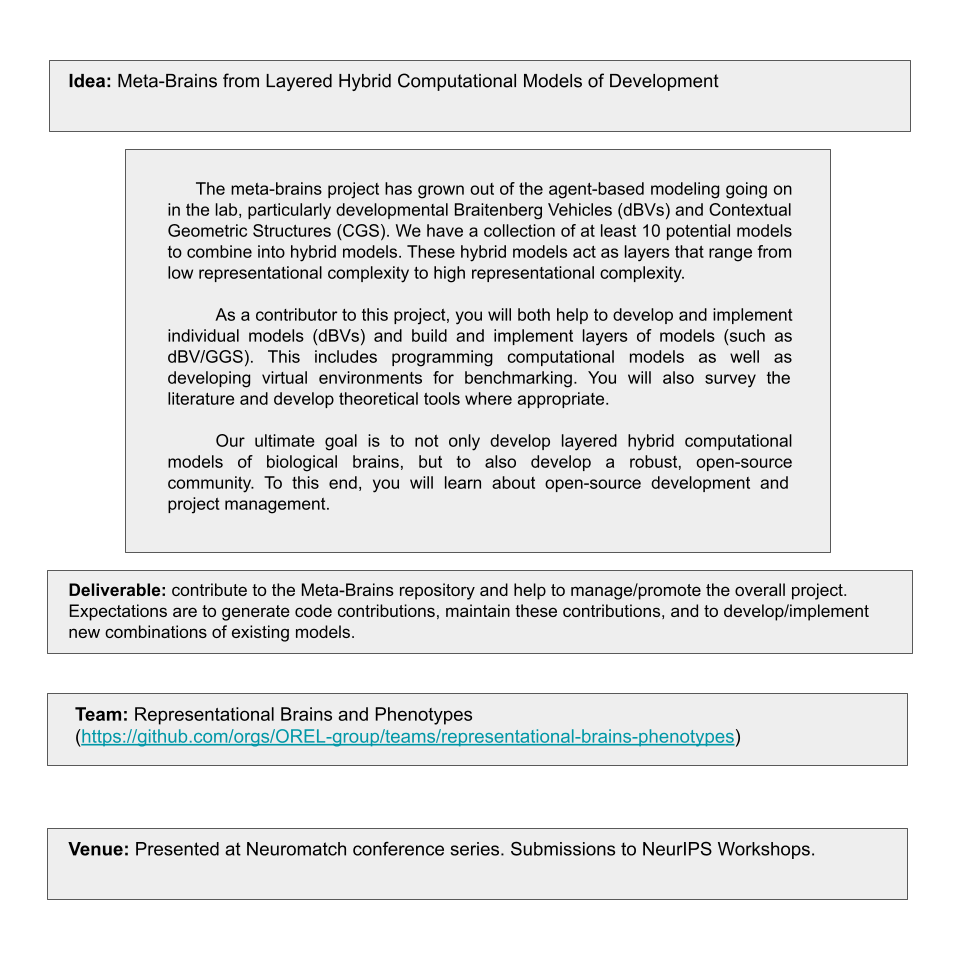 Idea: Meta-Brains from Layered Hybrid Computational Models of Development
The meta-brains project has grown out of the agent-based modeling going on
in the lab, particularly developmental Braitenberg Vehicles (dBVs) and Contextual
Geometric Structures (CGS). We have a collection of at least 10 potential models
to combine into hybrid models. These hybrid models act as layers that range from
low representational complexity to high representational complexity.
As a contributor to this project, you will both help to develop and implement
individual models (dBVs) and build and implement layers of models (such as
dBV/GGS). This includes programming computational models as well as
developing virtual environments for benchmarking. You will also survey the
literature and develop theoretical tools where appropriate.
Our ultimate goal is to not only develop layered hybrid computational
models of biological brains, but to also develop a robust, open-source
community. To this end, you will learn about open-source development and
project management.
Deliverable: contribute to the Meta-Brains repository and help to manage/promote the overall project.
Expectations are to generate code contributions, maintain these contributions, and to develop/implement
new combinations of existing models.
Team: Representational Brains and Phenotypes
(https://github.com/orgs/OREL-group/teams/representational-brains-phenotypes)
Venue: Presented at Neuromatch conference series. Submissions to NeurIPS Workshops.